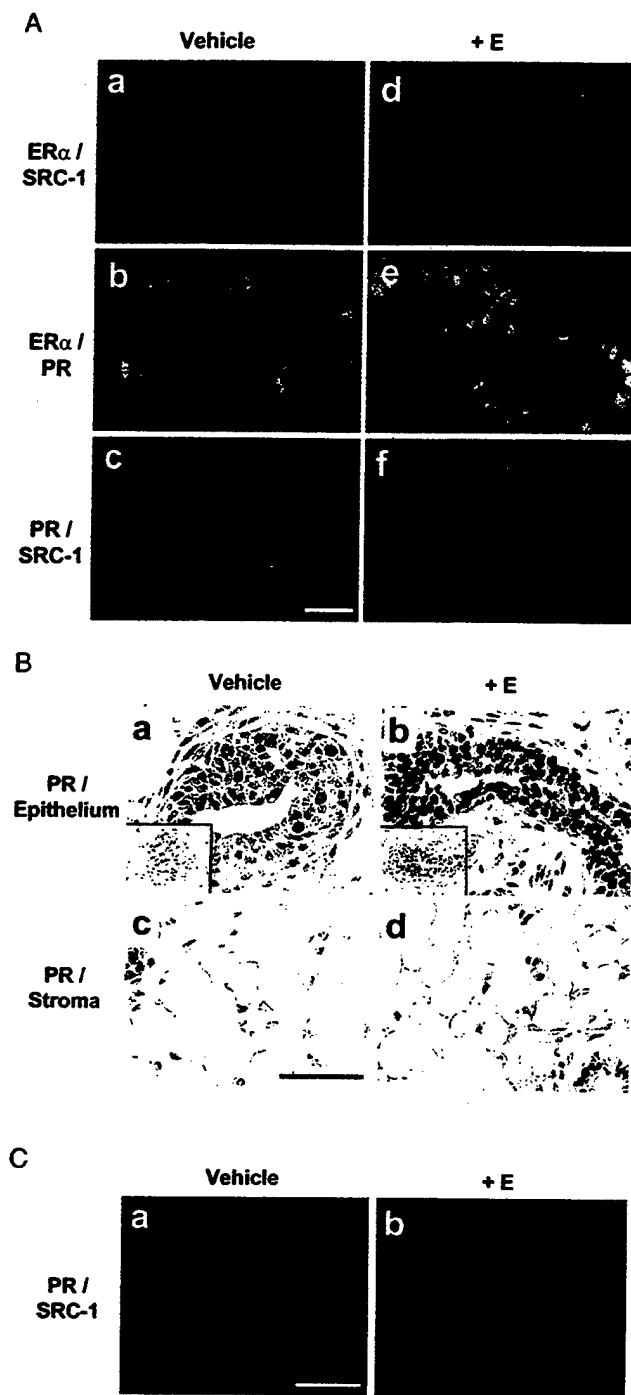 A
Vehicle + E
a d
ERα /
SRC-1
b e
ERα /
PR
c f
PR /
SRC-1
B
Vehicle + E
a b
PR /
Epithelium
c d
PR /
Stroma
C
Vehicle + E
a b
PR /
SRC-1